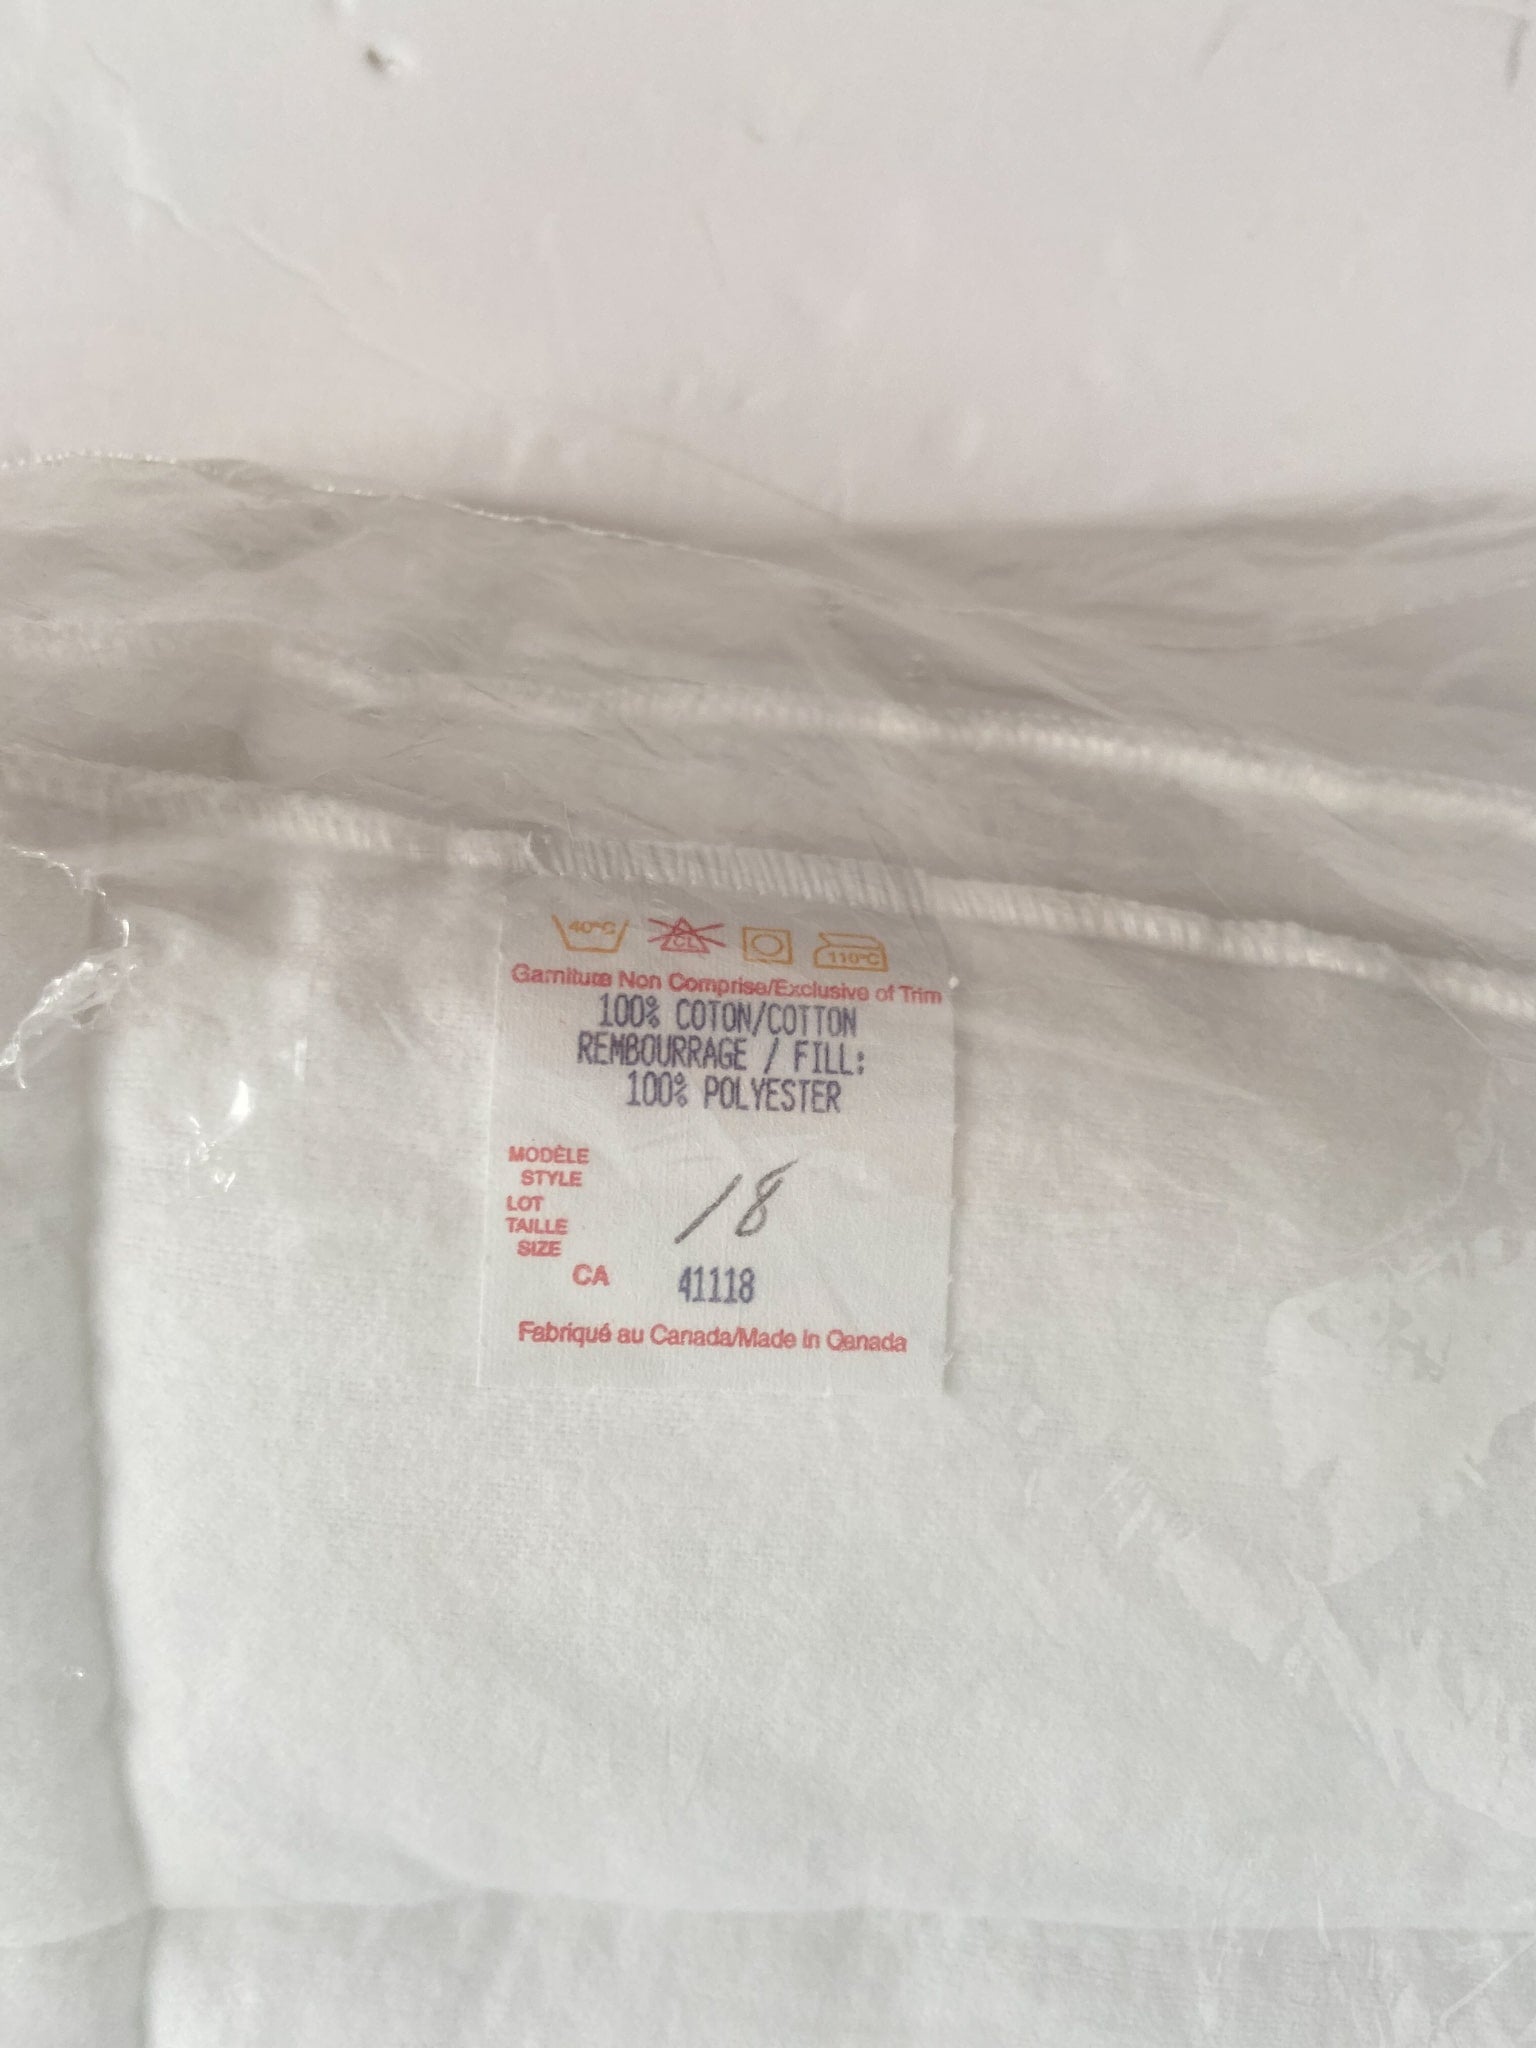 40°C CL 110°C
Garniture Non Comprise/Exclusive of Trim
100% COTON/COTTON
REMBOURRAGE / FILL:
100% POLYESTER
MODÈLE
STYLE
LOT
TAILLE
SIZE
18
CA 41118
Fabriqué au Canada/Made in Canada